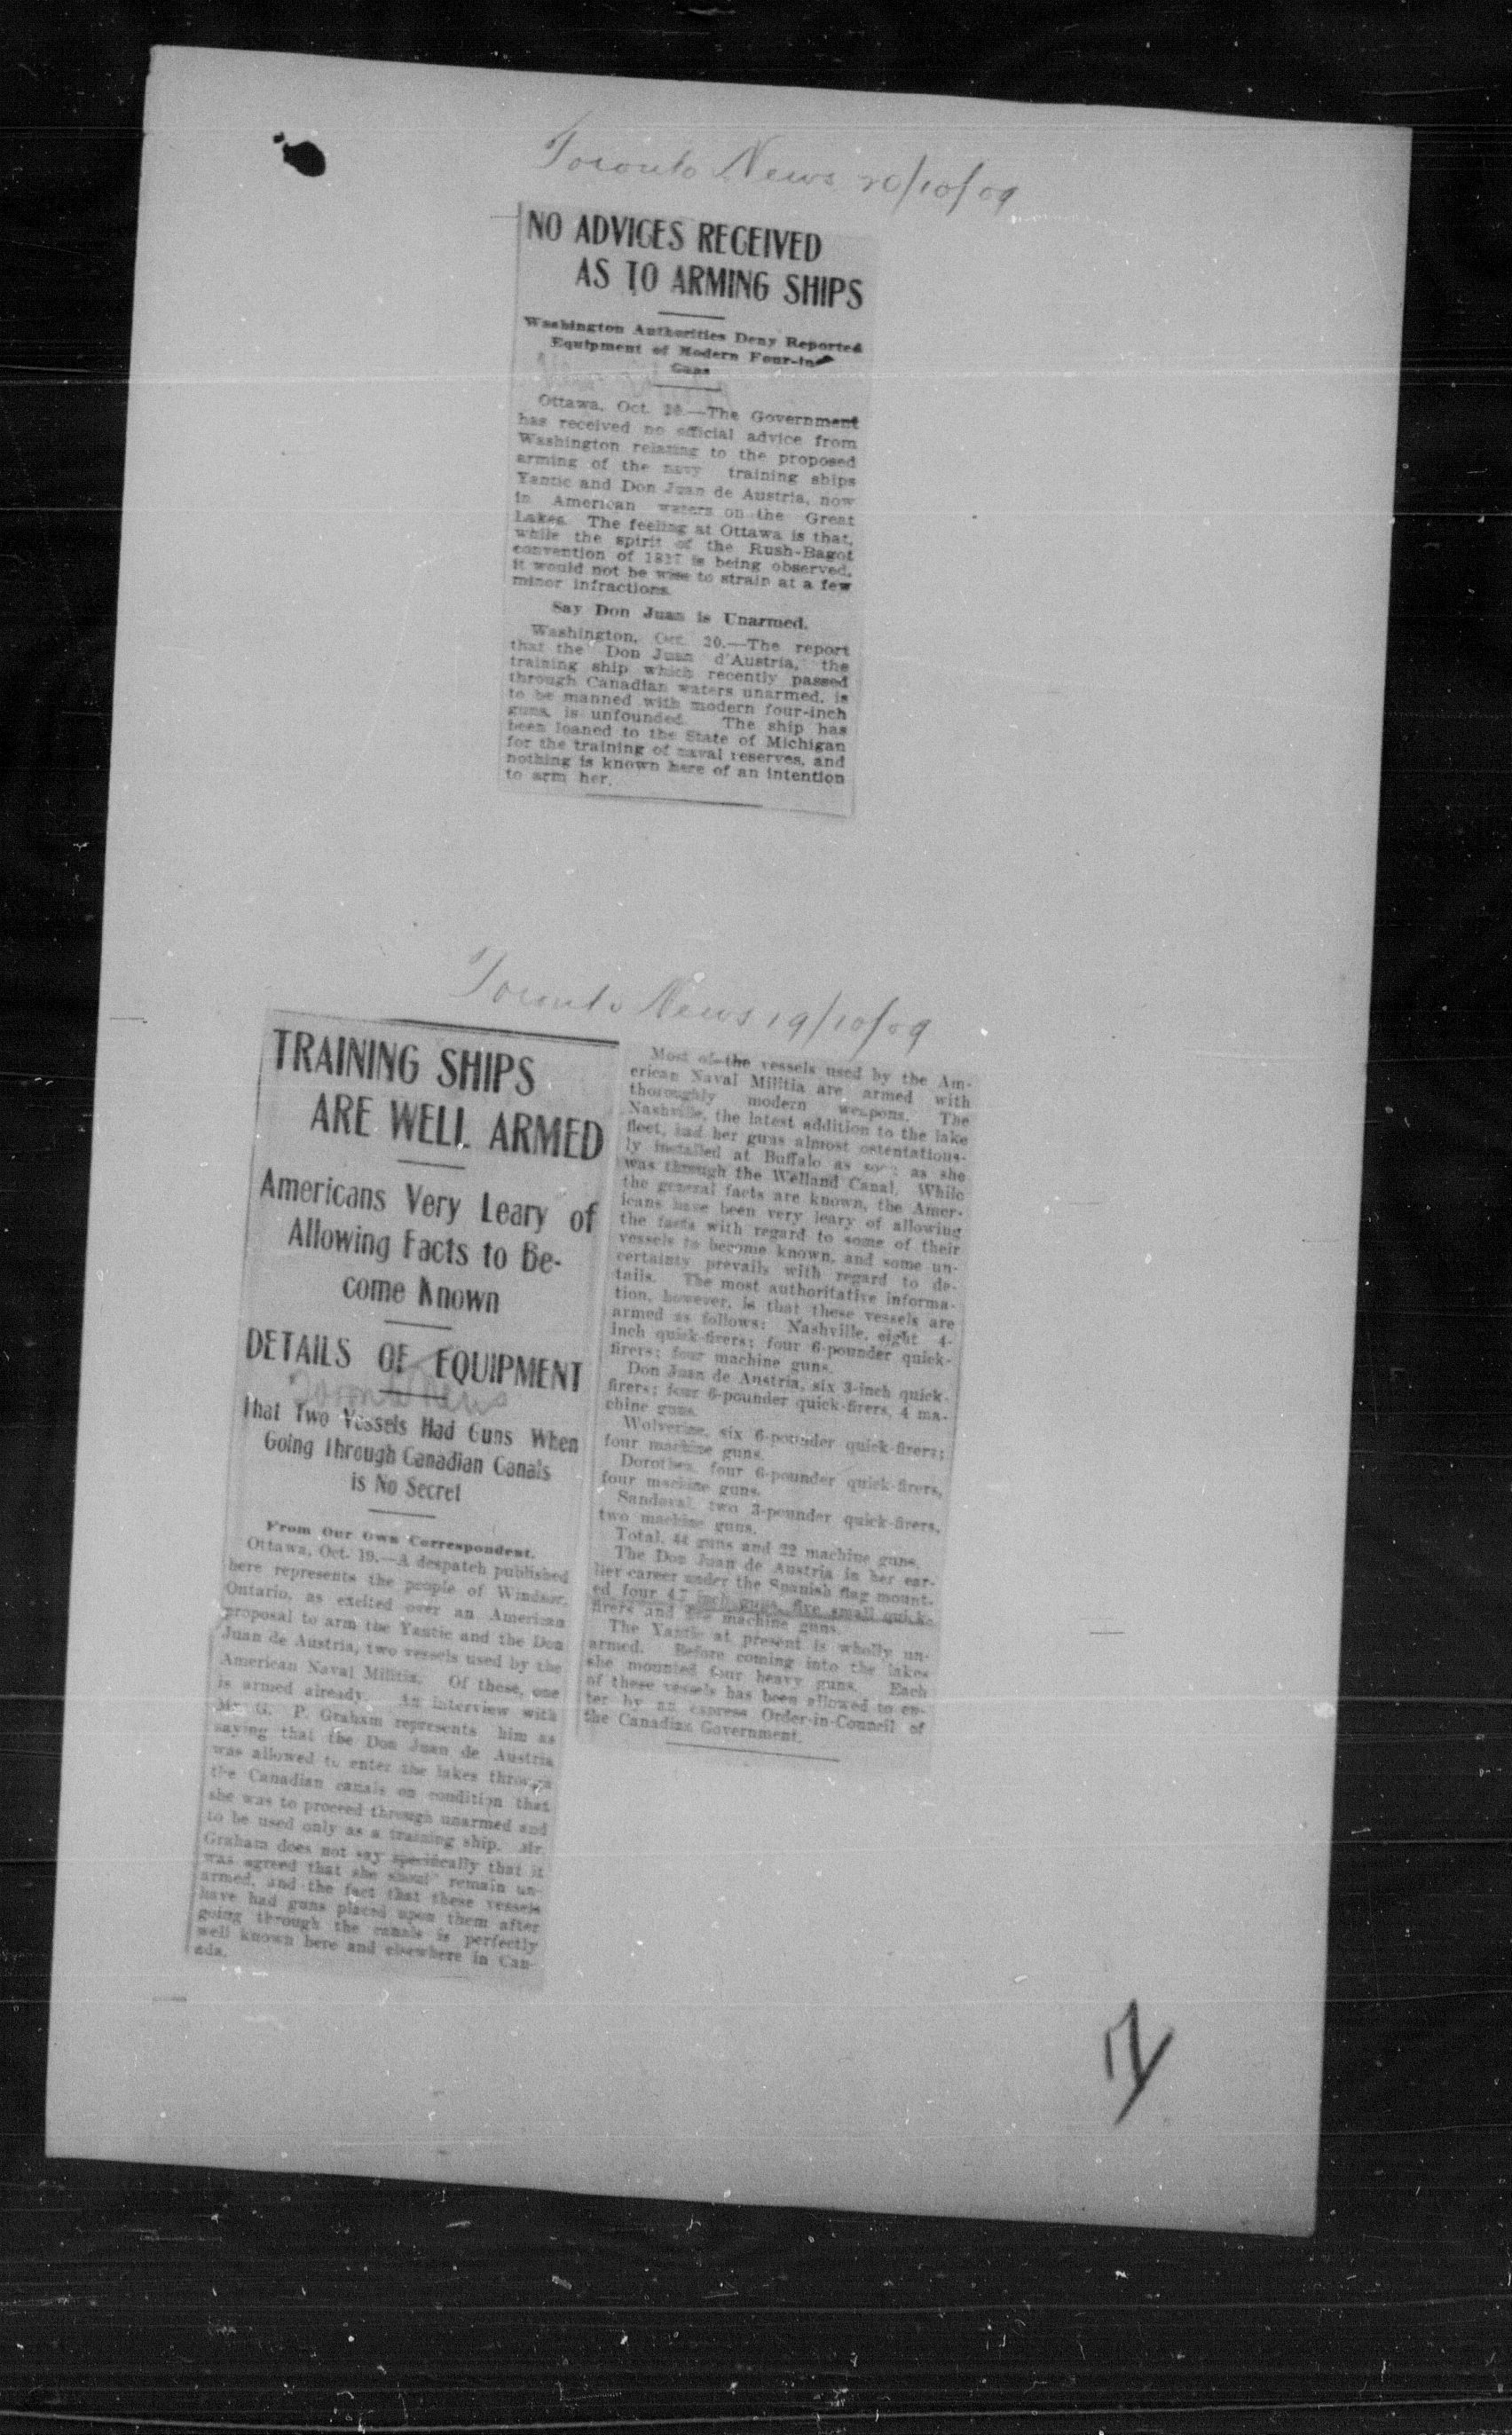 Toronto News 20/10/09
NO ADVICES RECEIVED
AS TO ARMING SHIPS
Washington Authorities Deny Reported
Equipment of Modern Four-inch
Guns
Ottawa, Oct. 20.—The Government
has received no official advice from
Washington relating to the proposed
arming of the navy training ships
Yantic and Don Juan de Austria, now
in American waters on the Great
Lakes. The feeling at Ottawa is that,
while the spirit of the Rush-Bagot
convention of 1817 is being observed,
it would not be wise to strain at a few
minor infractions.
Say Don Juan is Unarmed.
Washington, Oct. 20.—The report
that the Don Juan d'Austria, the
training ship which recently passed
through Canadian waters unarmed, is
to be manned with modern four-inch
guns, is unfounded. The ship has
been loaned to the State of Michigan
for the training of naval reserves, and
nothing is known here of an intention
to arm her.
Toronto News 19/10/09
TRAINING SHIPS
ARE WELL ARMED
Americans Very Leary of
Allowing Facts to Be-
come Known
DETAILS OF EQUIPMENT
Toronto News
That Two Vessels Had Guns When
Going Through Canadian Canals
is No Secret
From Our Own Correspondent.
Ottawa, Oct. 19.—A despatch published
here represents the people of Windsor,
Ontario, as excited over an American
proposal to arm the Yantic and the Don
Juan de Austria, two vessels used by the
American Naval Militia. Of these, one
is armed already. An interview with
Mr. G. P. Graham represents him as
saying that the Don Juan de Austria
was allowed to enter the lakes through
the Canadian canals on condition that
she was to proceed through unarmed and
to be used only as a training ship. Mr.
Graham does not say specifically that it
was agreed that she should remain un-
armed, and the fact that these vessels
have had guns placed upon them after
going through the canals is perfectly
well known here and elsewhere in Can-
ada.
Most of the vessels used by the Am-
erican Naval Militia are armed with
thoroughly modern weapons. The
Nashville, the latest addition to the lake
fleet, had her guns almost ostentatious-
ly installed at Buffalo as soon as she
was through the Welland Canal. While
the general facts are known, the Amer-
icans have been very leary of allowing
the facts with regard to some of their
vessels to become known, and some un-
certainty prevails with regard to de-
tails. The most authoritative informa-
tion, however, is that these vessels are
armed as follows: Nashville, eight 4-
inch quick-firers; four 6-pounder quick-
firers; four machine guns.
Don Juan de Austria, six 3-inch quick-
firers; four 6-pounder quick-firers, 4 ma-
chine guns.
Wolverine, six 6-pounder quick-firers;
four machine guns.
Dorothea, four 6-pounder quick-firers,
four machine guns.
Sandoval, two 3-pounder quick-firers,
two machine guns.
Total, 44 guns and 22 machine guns.
The Don Juan de Austria in her ear-
lier career under the Spanish flag mount-
ed four 4.7 inch guns, five small quick-
firers and machine guns.
The Yantic at present is wholly un-
armed. Before coming into the lakes
she mounted four heavy guns. Each
of these vessels has been allowed to en-
ter by an express Order-in-Council of
the Canadian Government.